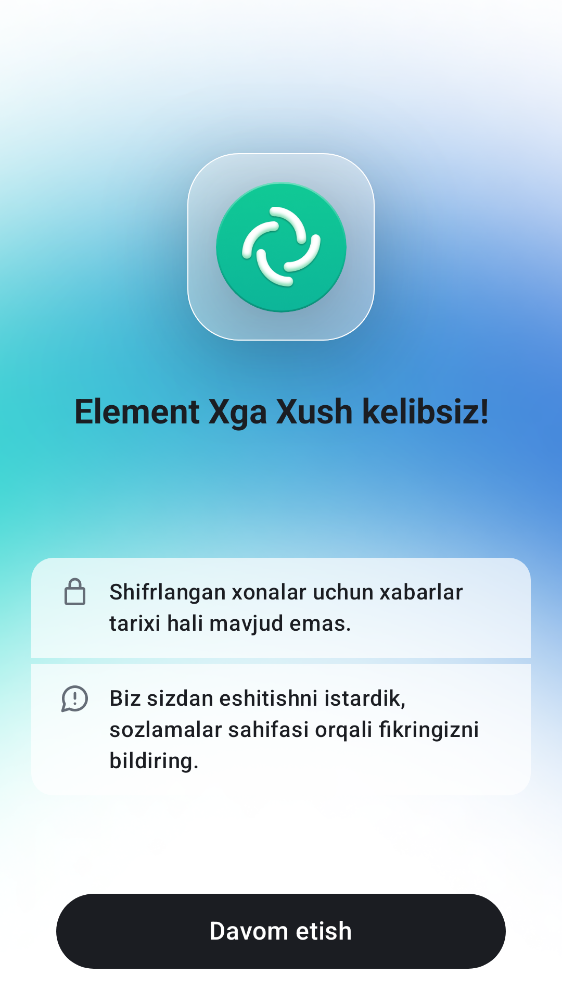 Element Xga Xush kelibsiz!
Shifrlangan xonalar uchun xabarlar
tarixi hali mavjud emas.
Biz sizdan eshitishni istardik,
sozlamalar sahifasi orqali fikringizni
bildiring.
Davom etish